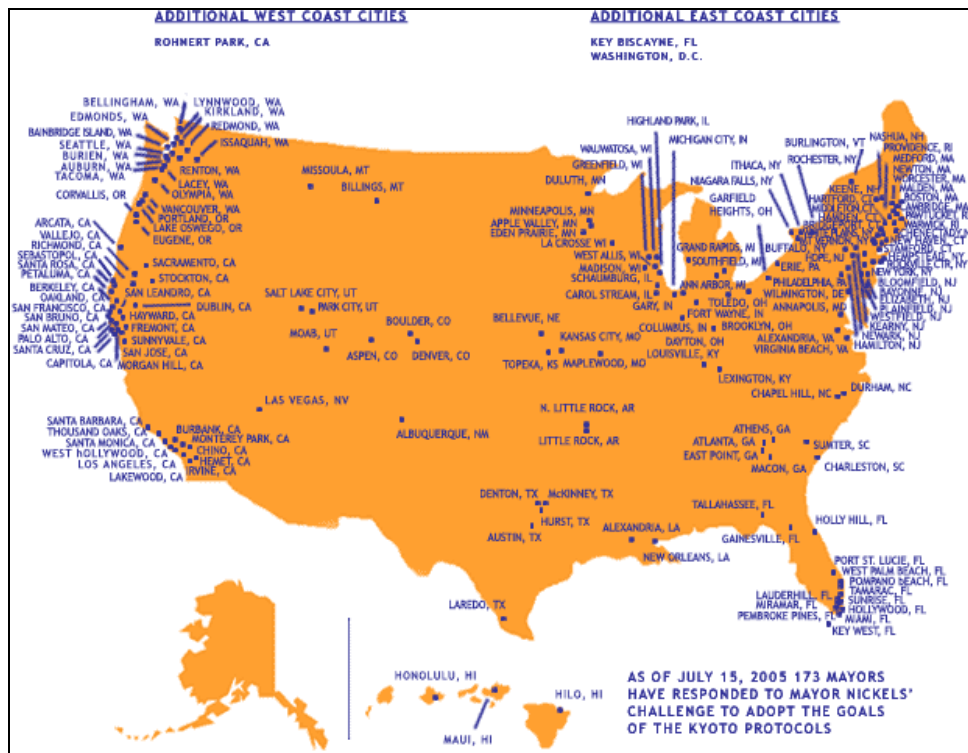 ADDITIONAL WEST COAST CITIES
ROHNERT PARK, CA
ADDITIONAL EAST COAST CITIES
KEY BISCAYNE, FL
WASHINGTON, D.C.
BELLINGHAM, WA
LYNNWOOD, WA
KIRKLAND, WA
EDMONDS, WA
REDMOND, WA
BAINBRIDGE ISLAND, WA
ISSAQUAH, WA
SEATTLE, WA
BURIEN, WA
AUBURN, WA
TACOMA, WA
RENTON, WA
LACEY, WA
OLYMPIA, WA
CORVALLIS, OR
VANCOUVER, WA
PORTLAND, OR
LAKE OSWEGO, OR
EUGENE, OR
MISSOULA, MT
BILLINGS, MT
ARCATA, CA
VALLEJO, CA
RICHMOND, CA
SEBASTOPOL, CA
SANTA ROSA, CA
PETALUMA, CA
BERKELEY, CA
OAKLAND, CA
SAN FRANCISCO, CA
SAN BRUNO, CA
SAN MATEO, CA
PALO ALTO, CA
SANTA CRUZ, CA
CAPITOLA, CA
SACRAMENTO, CA
STOCKTON, CA
SAN LEANDRO, CA
DUBLIN, CA
HAYWARD, CA
FREMONT, CA
SUNNYVALE, CA
SAN JOSE, CA
MORGAN HILL, CA
SALT LAKE CITY, UT
PARK CITY, UT
MOAB, UT
BOULDER, CO
ASPEN, CO
DENVER, CO
LAS VEGAS, NV
ALBUQUERQUE, NM
SANTA BARBARA, CA
THOUSAND OAKS, CA
SANTA MONICA, CA
WEST HOLLYWOOD, CA
LOS ANGELES, CA
LAKEWOOD, CA
BURBANK, CA
MONTEREY PARK, CA
CHINO, CA
HEMET, CA
IRVINE, CA
HIGHLAND PARK, IL
MICHIGAN CITY, IN
WAUWATOSA, WI
GREENFIELD, WI
DULUTH, MN
MINNEAPOLIS, MN
APPLE VALLEY, MN
EDEN PRAIRIE, MN
LA CROSSE WI
WEST ALLIS, WI
MADISON, WI
SCHAUMBURG, IL
CAROL STREAM, IL
GARY, IN
GRAND RAPIDS, MI
SOUTHFIELD, MI
ANN ARBOR, MI
TOLEDO, OH
FORT WAYNE, IN
COLUMBUS, IN
BROOKLYN, OH
DAYTON, OH
LOUISVILLE, KY
LEXINGTON, KY
BELLEVUE, NE
KANSAS CITY, MO
TOPEKA, KS
MAPLEWOOD, MO
N. LITTLE ROCK, AR
LITTLE ROCK, AR
DENTON, TX
McKINNEY, TX
HURST, TX
AUSTIN, TX
LAREDO, TX
ALEXANDRIA, LA
NEW ORLEANS, LA
BURLINGTON, VT
ROCHESTER, NY
ITHACA, NY
NIAGARA FALLS, NY
GARFIELD
HEIGHTS, OH
BUFFALO, NY
ERIE, PA
NASHUA, NH
PROVIDENCE, RI
MEDFORD, MA
NEWTON, MA
WORCESTER, MA
MALDEN, MA
BOSTON, MA
CAMBRIDGE, MA
PAWTUCKET, RI
WARWICK, RI
SCHENECTADY, NY
NEW HAVEN, CT
STAMFORD, CT
HEMPSTEAD, NY
NEW YORK, NY
KEENE, NH
HARTFORD, CT
MIDDLETON, CT
HAMDEN, CT
BRIDGEPORT, CT
WHITE PLAINS, NY
MT VERNON, NY
HOPE, NJ
PHILADELPHIA, PA
WILMINGTON, DE
ANNAPOLIS, MD
BLOOMFIELD, NJ
BAYONNE, NJ
ELIZABETH, NJ
PLAINFIELD, NJ
WESTFIELD, NJ
KEARNY, NJ
NEWARK, NJ
HAMILTON, NJ
ALEXANDRIA, VA
VIRGINIA BEACH, VA
CHAPEL HILL, NC
DURHAM, NC
ATHENS, GA
ATLANTA, GA
EAST POINT, GA
MACON, GA
SUMTER, SC
CHARLESTON, SC
TALLAHASSEE, FL
GAINESVILLE, FL
HOLLY HILL, FL
PORT ST. LUCIE, FL
WEST PALM BEACH, FL
POMPANO BEACH, FL
TAMARAC, FL
LAUDERHILL, FL
SUNRISE, FL
MIRAMAR, FL
HOLLYWOOD, FL
PEMBROKE PINES, FL
MIAMI, FL
KEY WEST, FL
HONOLULU, HI
HILO, HI
MAUI, HI
AS OF JULY 15, 2005 173 MAYORS
HAVE RESPONDED TO MAYOR NICKELS'
CHALLENGE TO ADOPT THE GOALS
OF THE KYOTO PROTOCOLS